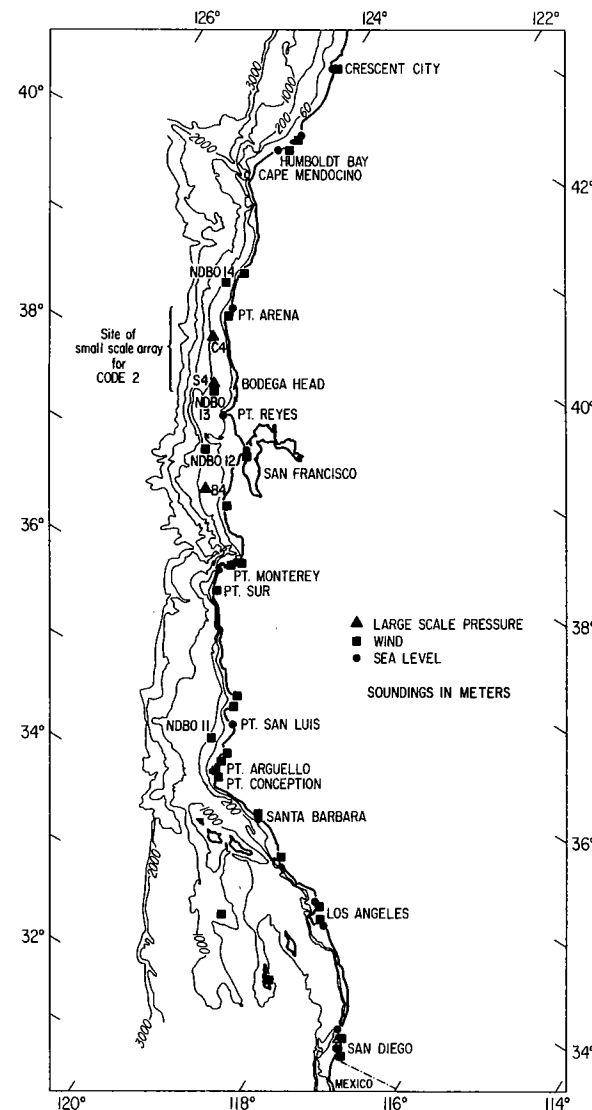 126° 124° 122°
3000
1000
CRESCENT CITY
40°
200
60
2000
HUMBOLDT BAY
CAPE MENDOCINO
42°
NDBO 14
38°
PT. ARENA
Site of
small scale array
for
CODE 2
C4
S4
BODEGA HEAD
NDBO
13
PT. REYES
40°
NDBO 12
SAN FRANCISCO
B4
36°
PT. MONTEREY
PT. SUR
LARGE SCALE PRESSURE
WIND
SEA LEVEL
38°
SOUNDINGS IN METERS
NDBO 11
34°
PT. SAN LUIS
PT. ARGUELLO
PT. CONCEPTION
200
1000
SANTA BARBARA
36°
2000
LOS ANGELES
32°
1000
3000
SAN DIEGO
34°
MEXICO
120° 118° 116° 114°